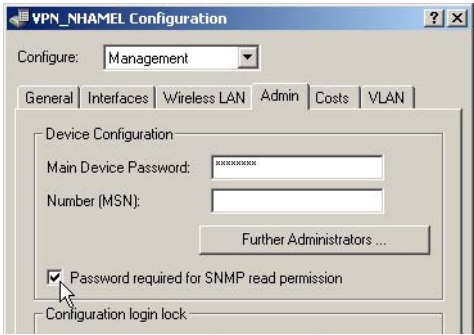 VPN_NHAMEL Configuration
Configure: Management
General Interfaces Wireless LAN Admin Costs VLAN
Device Configuration
Main Device Password: ********
Number (MSN):
Further Administrators ...
Password required for SNMP read permission
Configuration login lock